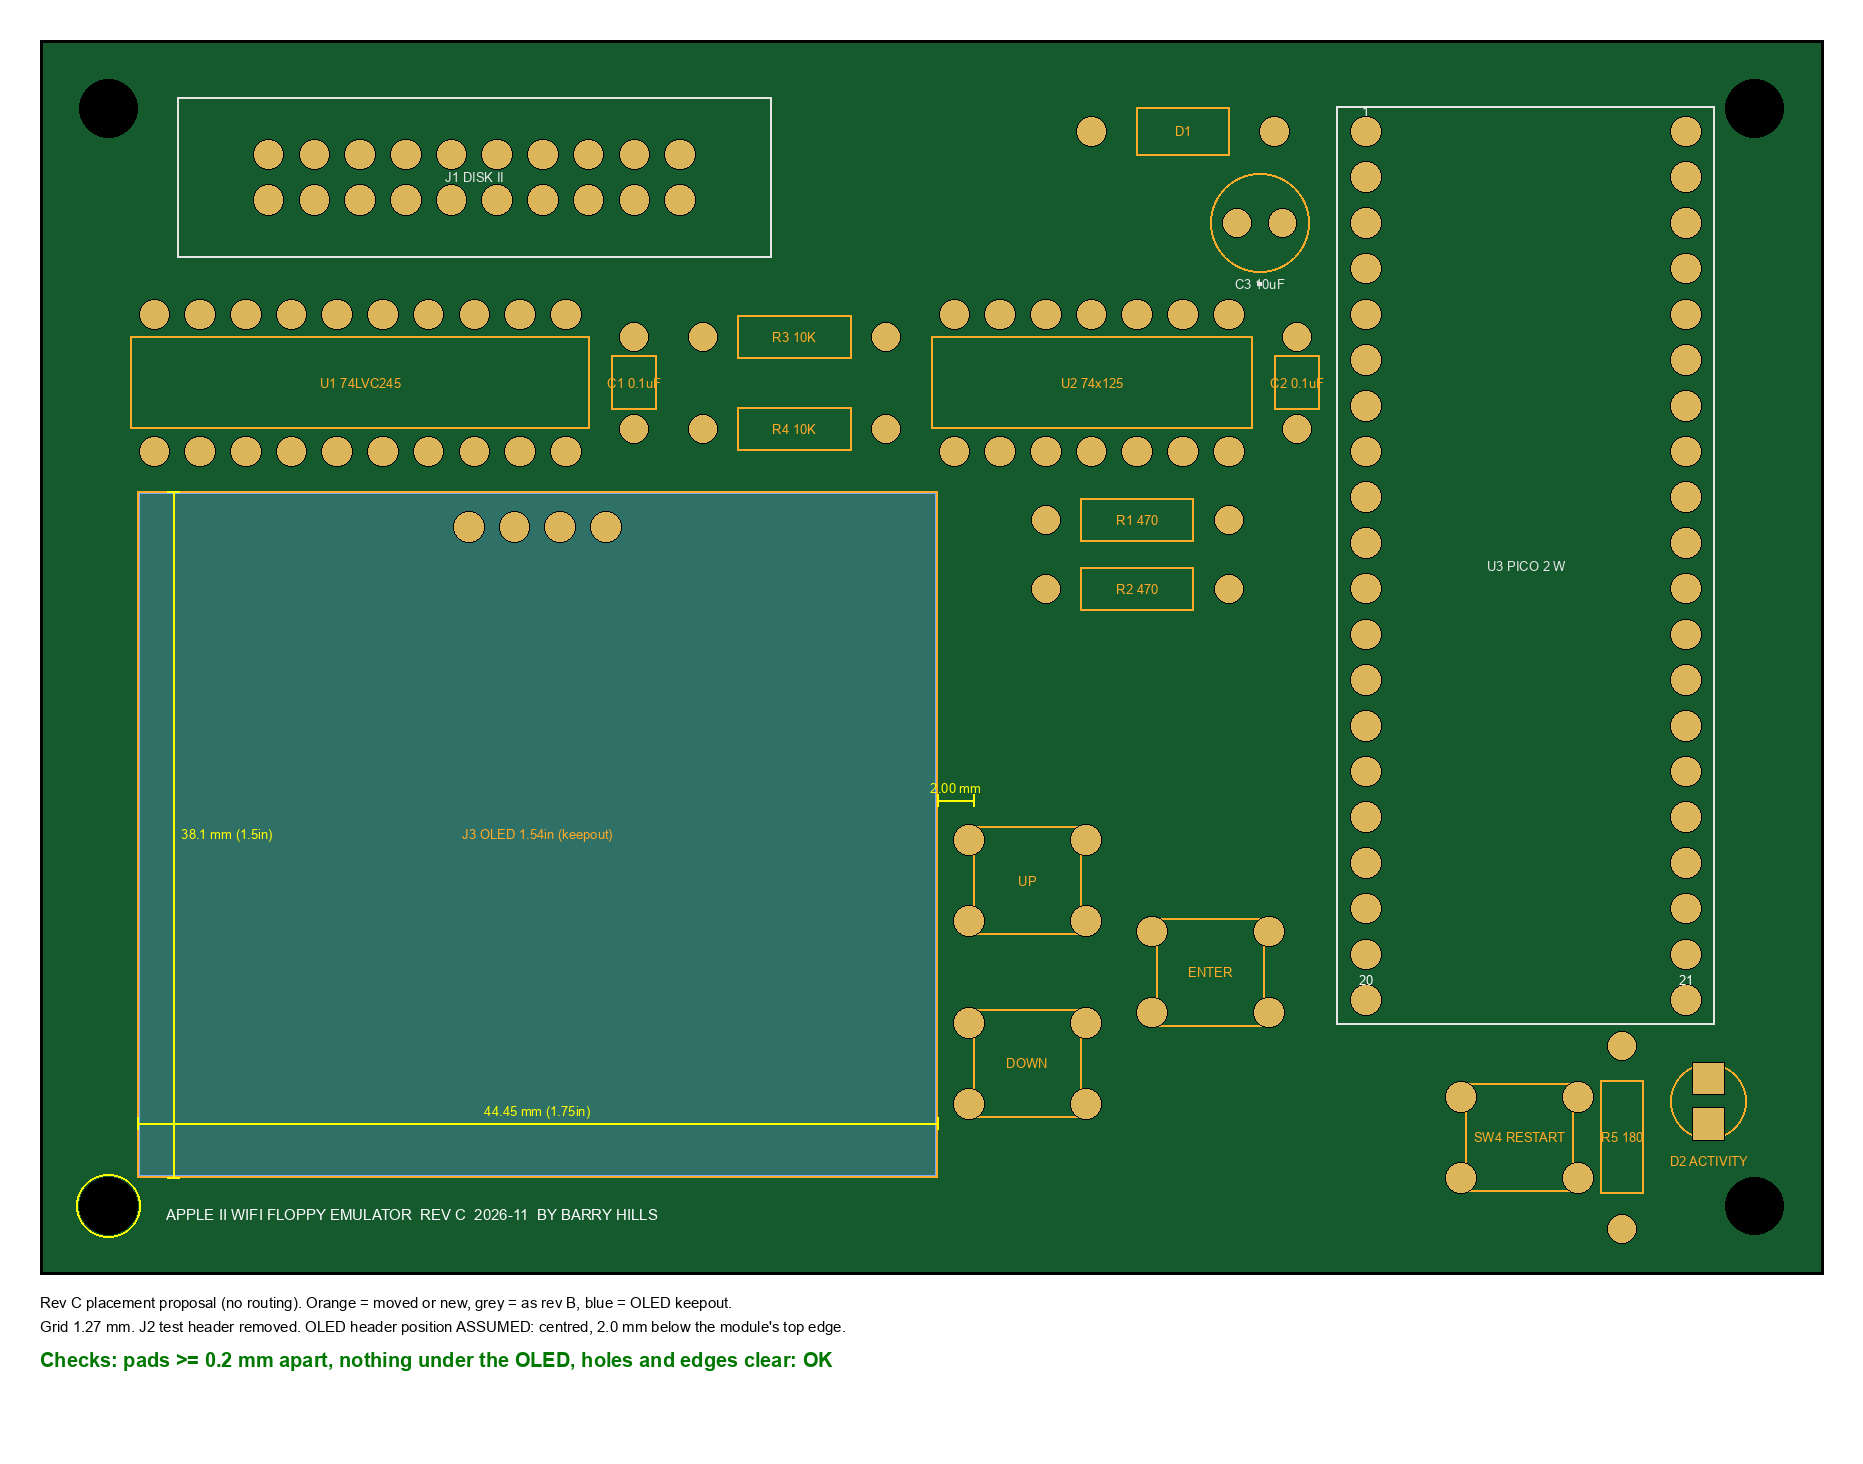 D1
1
J1 DISK II
C3 10uF
R3 10K
U1 74LVC245
C1 0.1uF
U2 74x125
C2 0.1uF
R4 10K
R1 470
U3 PICO 2 W
R2 470
2.00 mm
38.1 mm (1.5in)
J3 OLED 1.54in (keepout)
UP
ENTER
20
21
DOWN
44.45 mm (1.75in)
SW4 RESTART
R5 180
D2 ACTIVITY
APPLE II WIFI FLOPPY EMULATOR  REV C  2026-11  BY BARRY HILLS
Rev C placement proposal (no routing). Orange = moved or new, grey = as rev B, blue = OLED keepout.
Grid 1.27 mm. J2 test header removed. OLED header position ASSUMED: centred, 2.0 mm below the module's top edge.
Checks: pads >= 0.2 mm apart, nothing under the OLED, holes and edges clear: OK